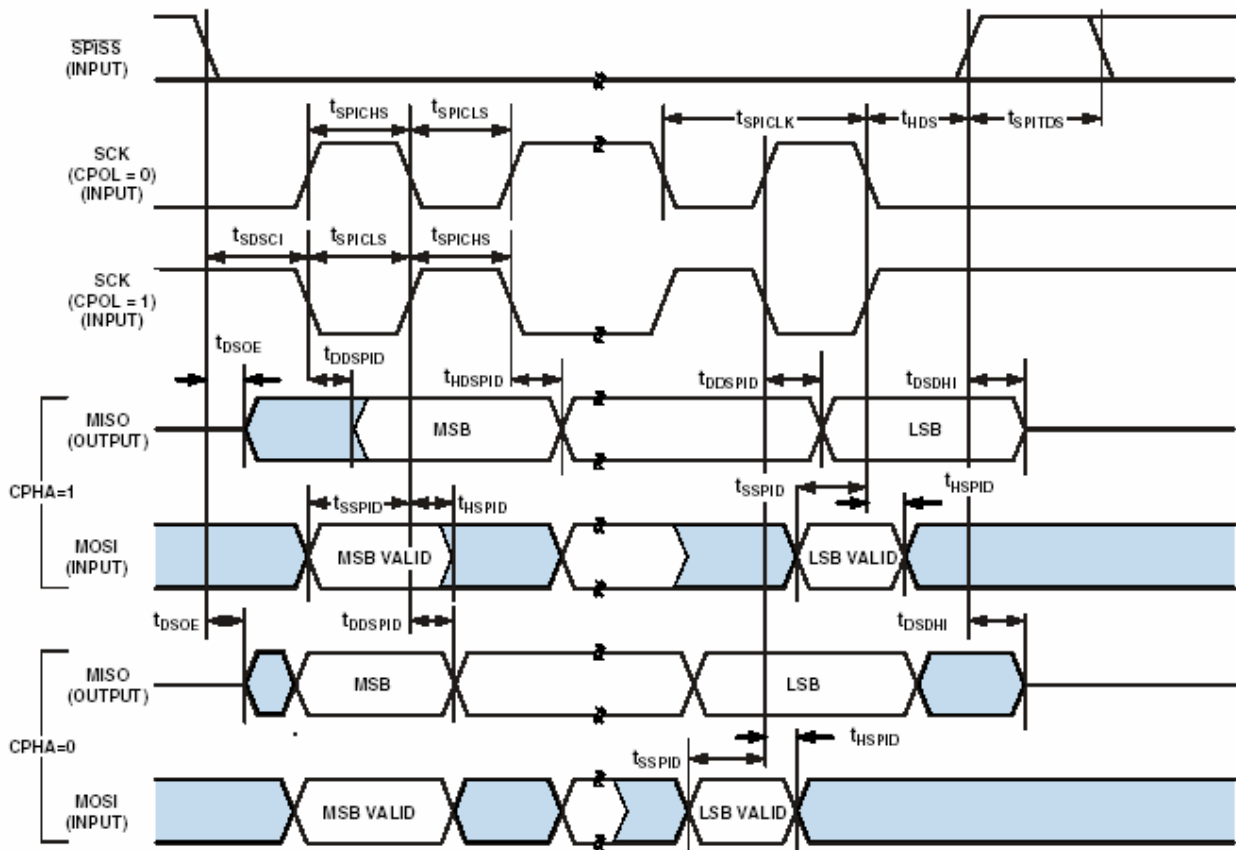 SPISS
(INPUT)
tSPICHS
tSPICLS
tSPICLK
tHDS
tSPITDS
SCK
(CPOL = 0)
(INPUT)
tSDSCI
tSPICLS
tSPICHS
SCK
(CPOL = 1)
(INPUT)
tDSOE
tDDSPID
tHDSPID
tDDSPID
tDSDHI
CPHA=1
MISO
(OUTPUT)
MSB
LSB
tSSPID
tHSPID
tSSPID
tHSPID
MOSI
(INPUT)
MSB VALID
LSB VALID
tDSOE
tDDSPID
tDSDHI
CPHA=0
MISO
(OUTPUT)
MSB
LSB
tSSPID
tHSPID
MOSI
(INPUT)
MSB VALID
LSB VALID